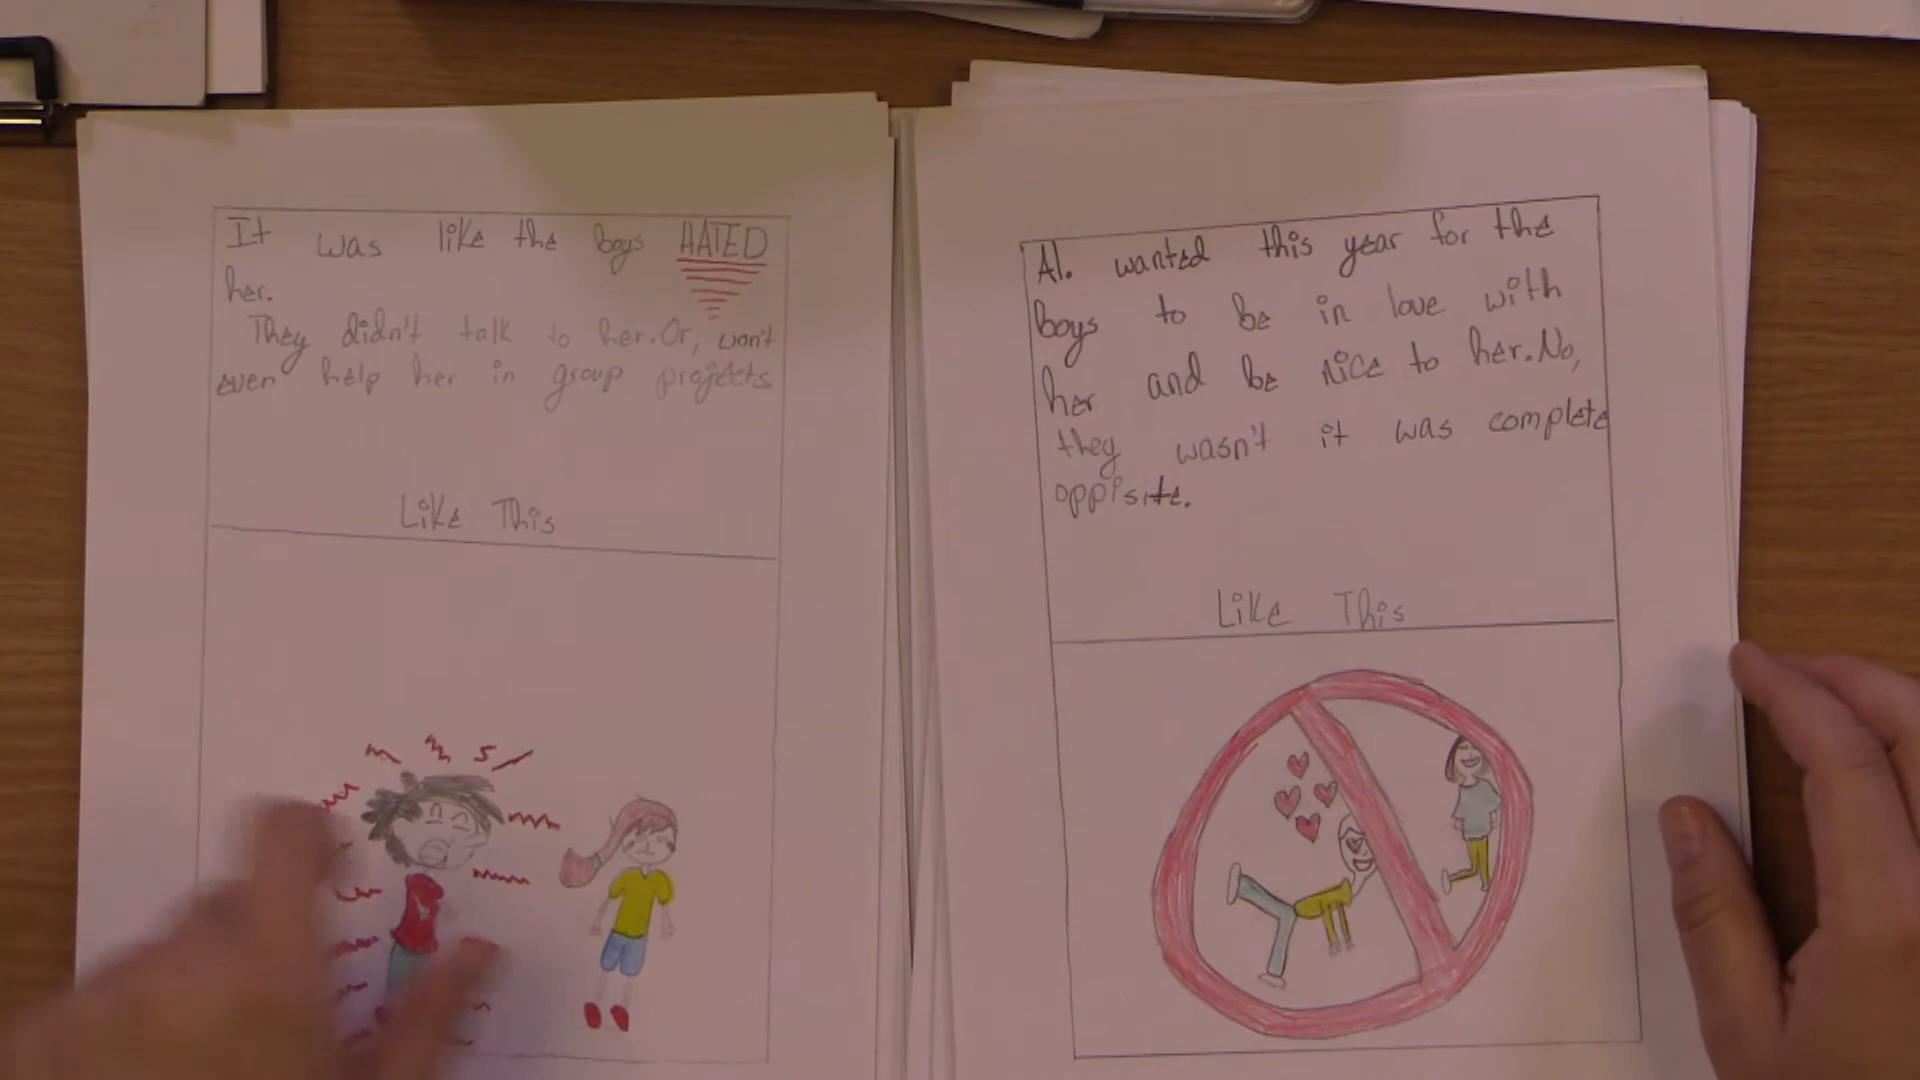 It was like the boys HATED
her.
They didn't talk to her. Or, won't
even help her in group projects
Like This
Al. wanted this year for the
boys to be in love with
her and be nice to her. No,
they wasn't it was complete
oppisite.
Like This